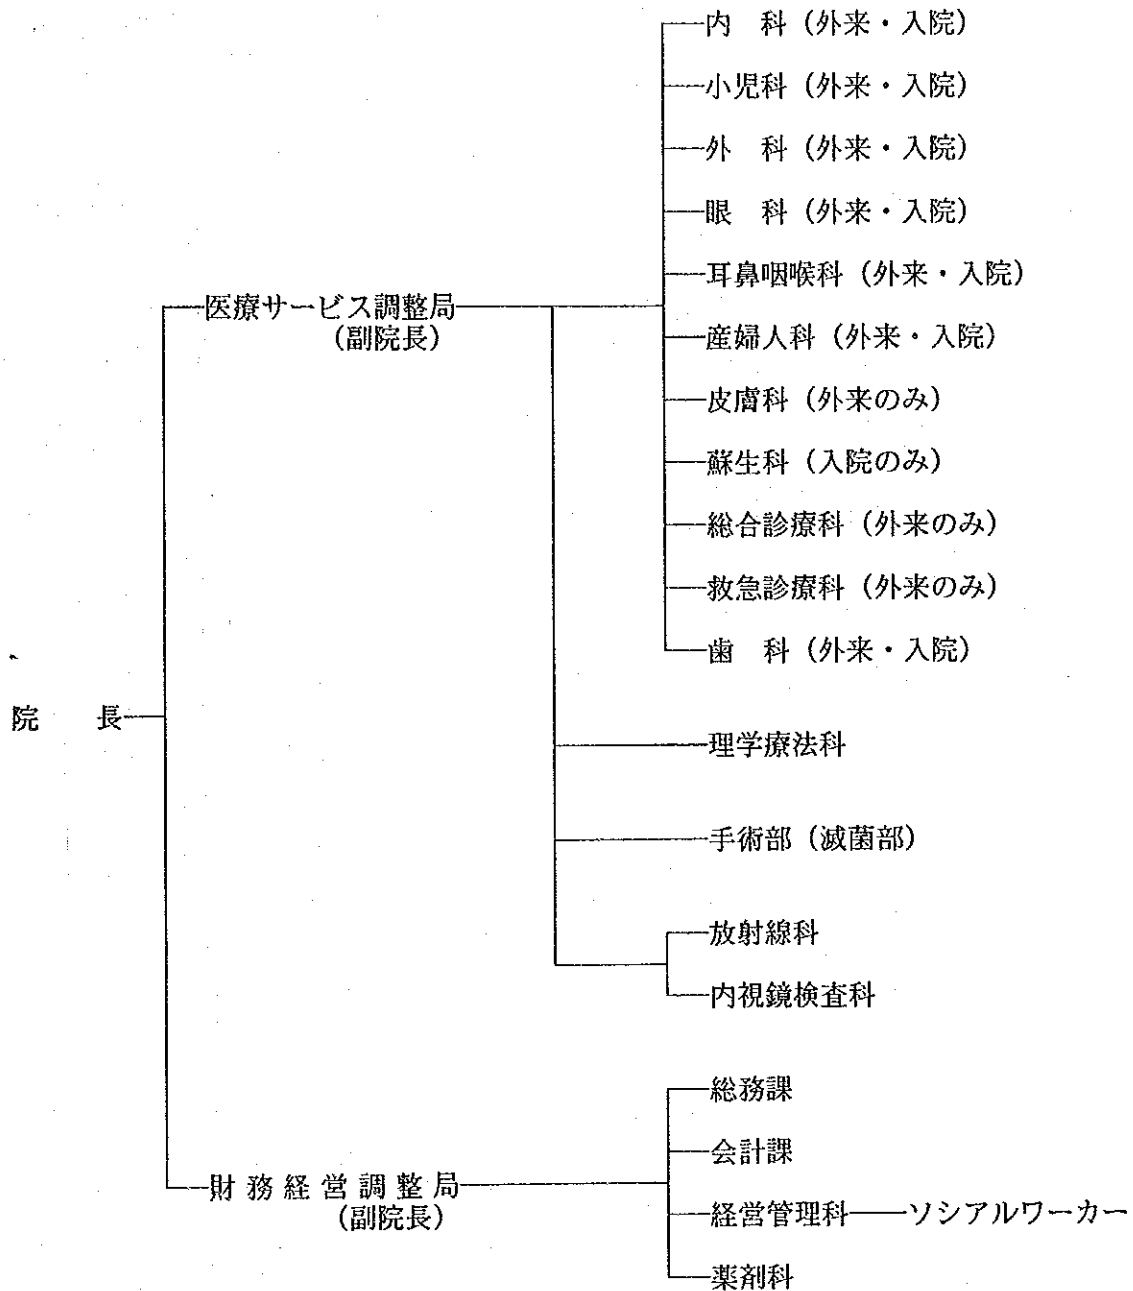 内　科（外来・入院）
小児科（外来・入院）
外　科（外来・入院）
眼　科（外来・入院）
耳鼻咽喉科（外来・入院）
医療サービス調整局
（副院長）
産婦人科（外来・入院）
皮膚科（外来のみ）
蘇生科（入院のみ）
総合診療科（外来のみ）
救急診療科（外来のみ）
歯　科（外来・入院）
院　　長
理学療法科
手術部（滅菌部）
放射線科
内視鏡検査科
総務課
会計課
財務経営調整局
（副院長）
経営管理科――ソシアルワーカー
薬剤科